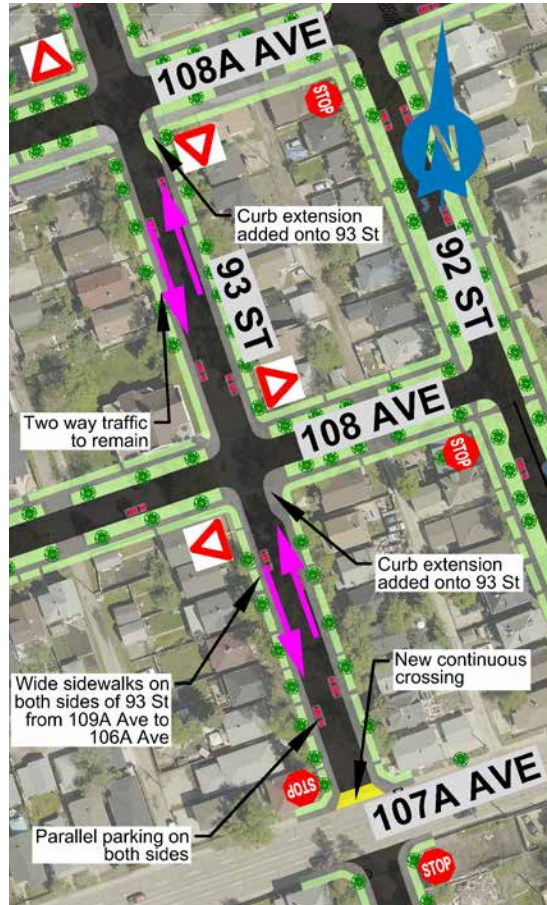 108A AVE
STOP
N
Curb extension
added onto 93 St
93 ST
92 ST
Two way traffic
to remain
108 AVE
STOP
Curb extension
added onto 93 St
Wide sidewalks on
both sides of 93 St
from 109A Ave to
106A Ave
New continuous
crossing
STOP
107A AVE
Parallel parking on
both sides
STOP